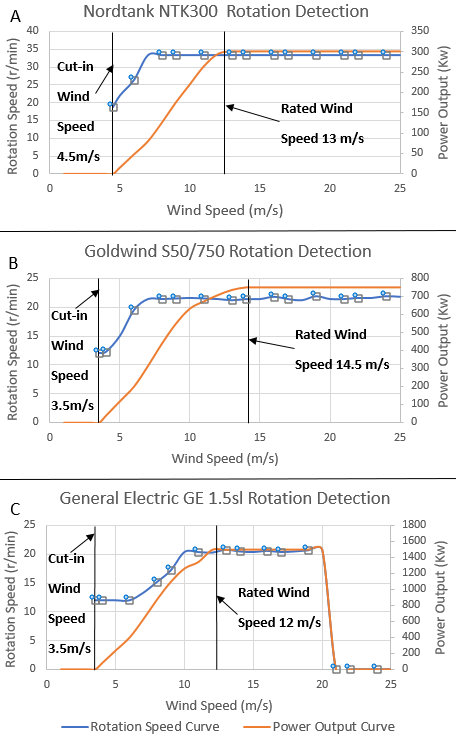 A
Nordtank NTK300 Rotation Detection
Rotation Speed (r/min)
40
35
30
25
20
15
10
5
0
Cut-in
Wind
Speed
4.5m/s
Rated Wind
Speed 13 m/s
350
300
250
200
150
100
50
0
Power Output (Kw)
0 5 10 15 20 25
Wind Speed (m/s)
B
Goldwind S50/750 Rotation Detection
Rotation Speed (r/min)
25
20
15
10
5
0
Cut-in
Wind
Speed
3.5m/s
Rated Wind
Speed 14.5 m/s
800
700
600
500
400
300
200
100
0
Power Output (Kw)
0 5 10 15 20 25
Wind Speed (m/s)
C
General Electric GE 1.5sl Rotation Detection
Rotation Speed (r/min)
25
20
15
10
5
0
Cut-in
Wind
Speed
3.5m/s
Rated Wind
Speed 12 m/s
1800
1600
1400
1200
1000
800
600
400
200
0
Power Output (Kw)
0 5 10 15 20 25
Wind Speed (m/s)
Rotation Speed Curve Power Output Curve